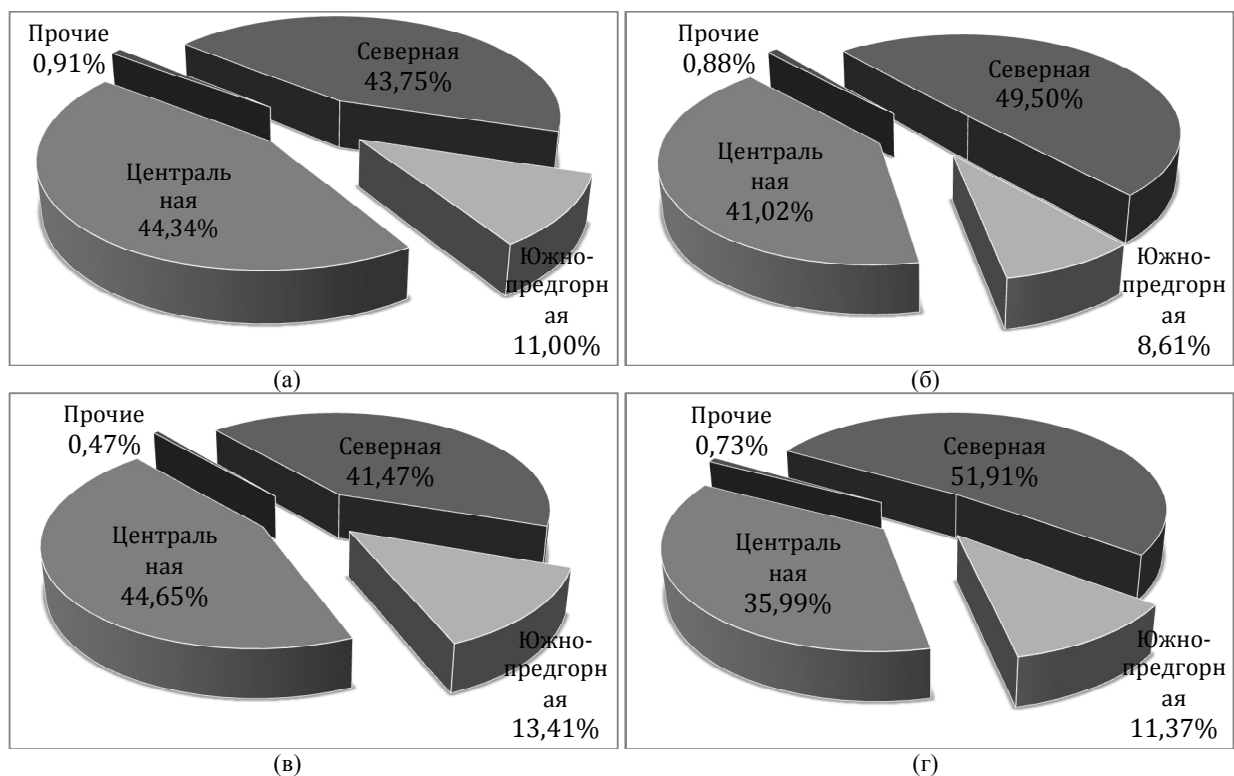 Прочие
0,91%
Северная
43,75%
Централь
ная
44,34%
Южно-
предгорн
ая
11,00%
(а)
Прочие
0,88%
Северная
49,50%
Централь
ная
41,02%
Южно-
предгорн
ая
8,61%
(б)
Прочие
0,47%
Северная
41,47%
Централь
ная
44,65%
Южно-
предгорн
ая
13,41%
(в)
Прочие
0,73%
Северная
51,91%
Централь
ная
35,99%
Южно-
предгорн
ая
11,37%
(г)